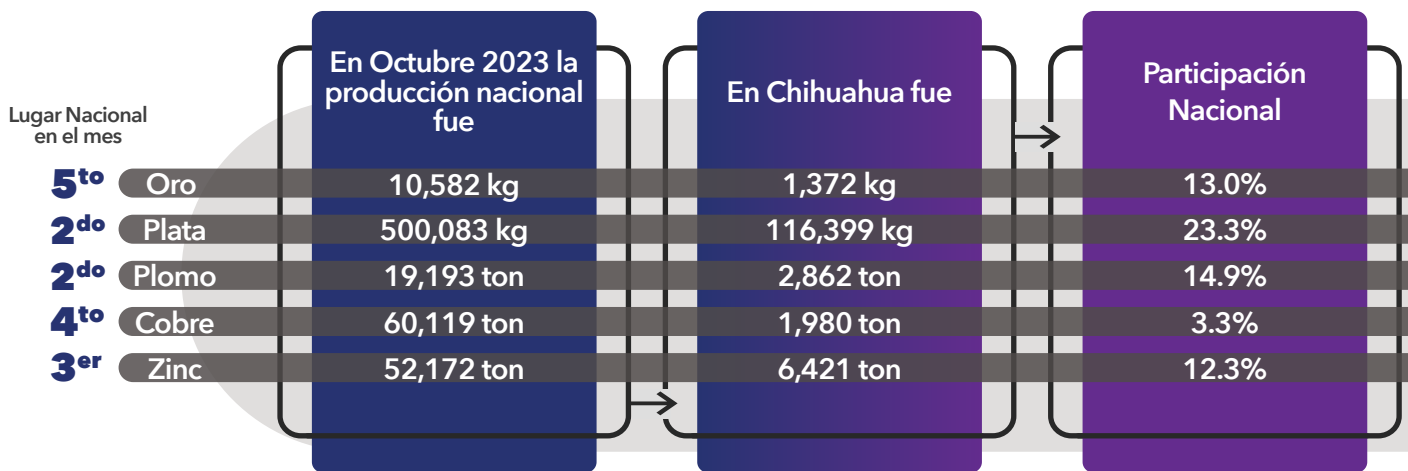 En Octubre 2023 la
producción nacional
fue
En Chihuahua fue
Participación
Nacional
Lugar Nacional
en el mes
5to Oro 10,582 kg 1,372 kg 13.0%
2do Plata 500,083 kg 116,399 kg 23.3%
2do Plomo 19,193 ton 2,862 ton 14.9%
4to Cobre 60,119 ton 1,980 ton 3.3%
3er Zinc 52,172 ton 6,421 ton 12.3%